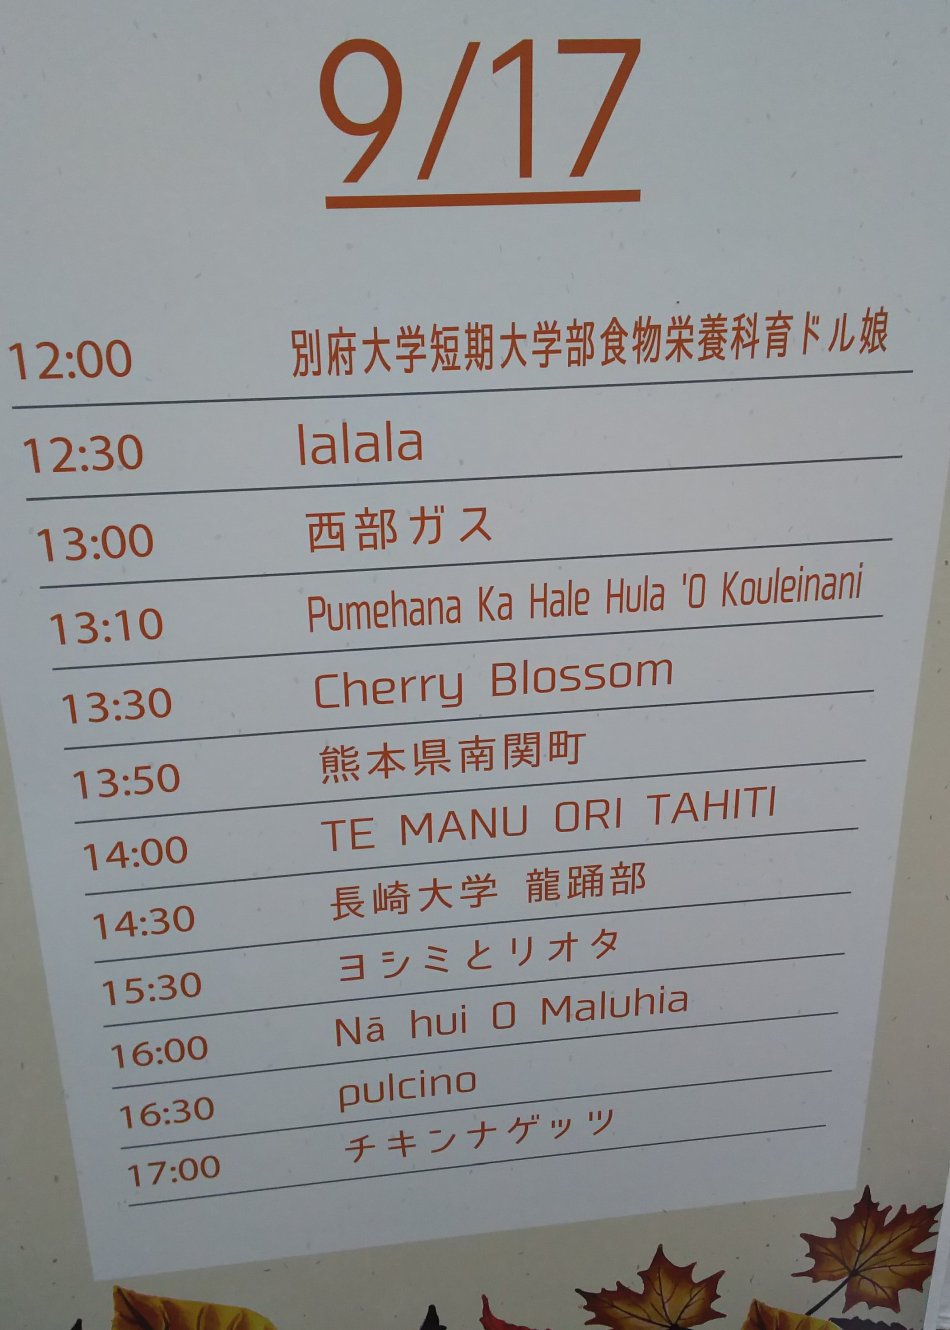 9/17
12:00 別府大学短期大学部食物栄養科育ドル娘
12:30 lalala
13:00 西部ガス
13:10 Pumehana Ka Hale Hula 'O Kouleinani
13:30 Cherry Blossom
13:50 熊本県南関町
14:00 TE MANU ORI TAHITI
14:30 長崎大学 龍踊部
15:30 ヨシミとリオタ
16:00 Nā hui O Maluhia
16:30 pulcino
17:00 チキンナゲッツ